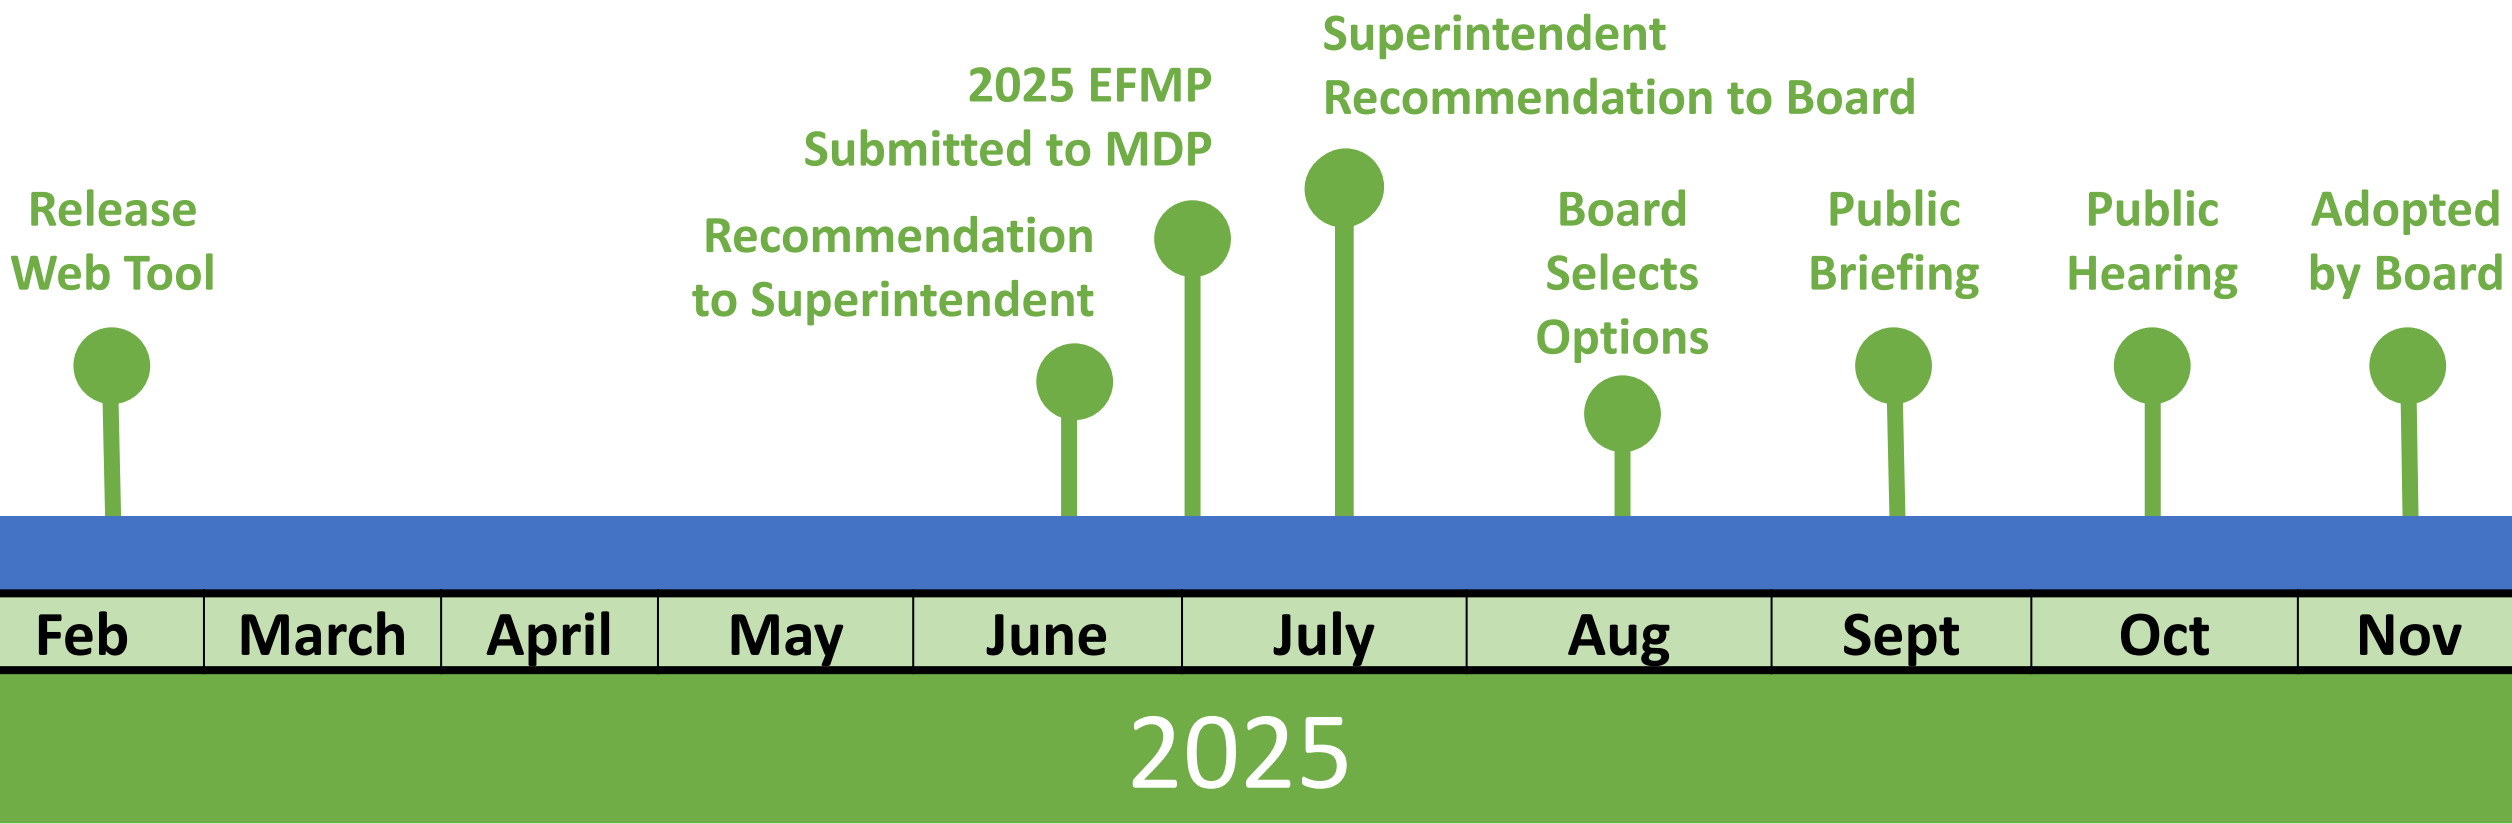 Release
Web Tool
Recommendation
to Superintendent
2025 EFMP
Submitted to MDP
Superintendent
Recommendation to Board
Board
Selects
Options
Public
Briefing
Public
Hearing
Adopted
by Board
Feb March April May June July Aug Sept Oct Nov
2025